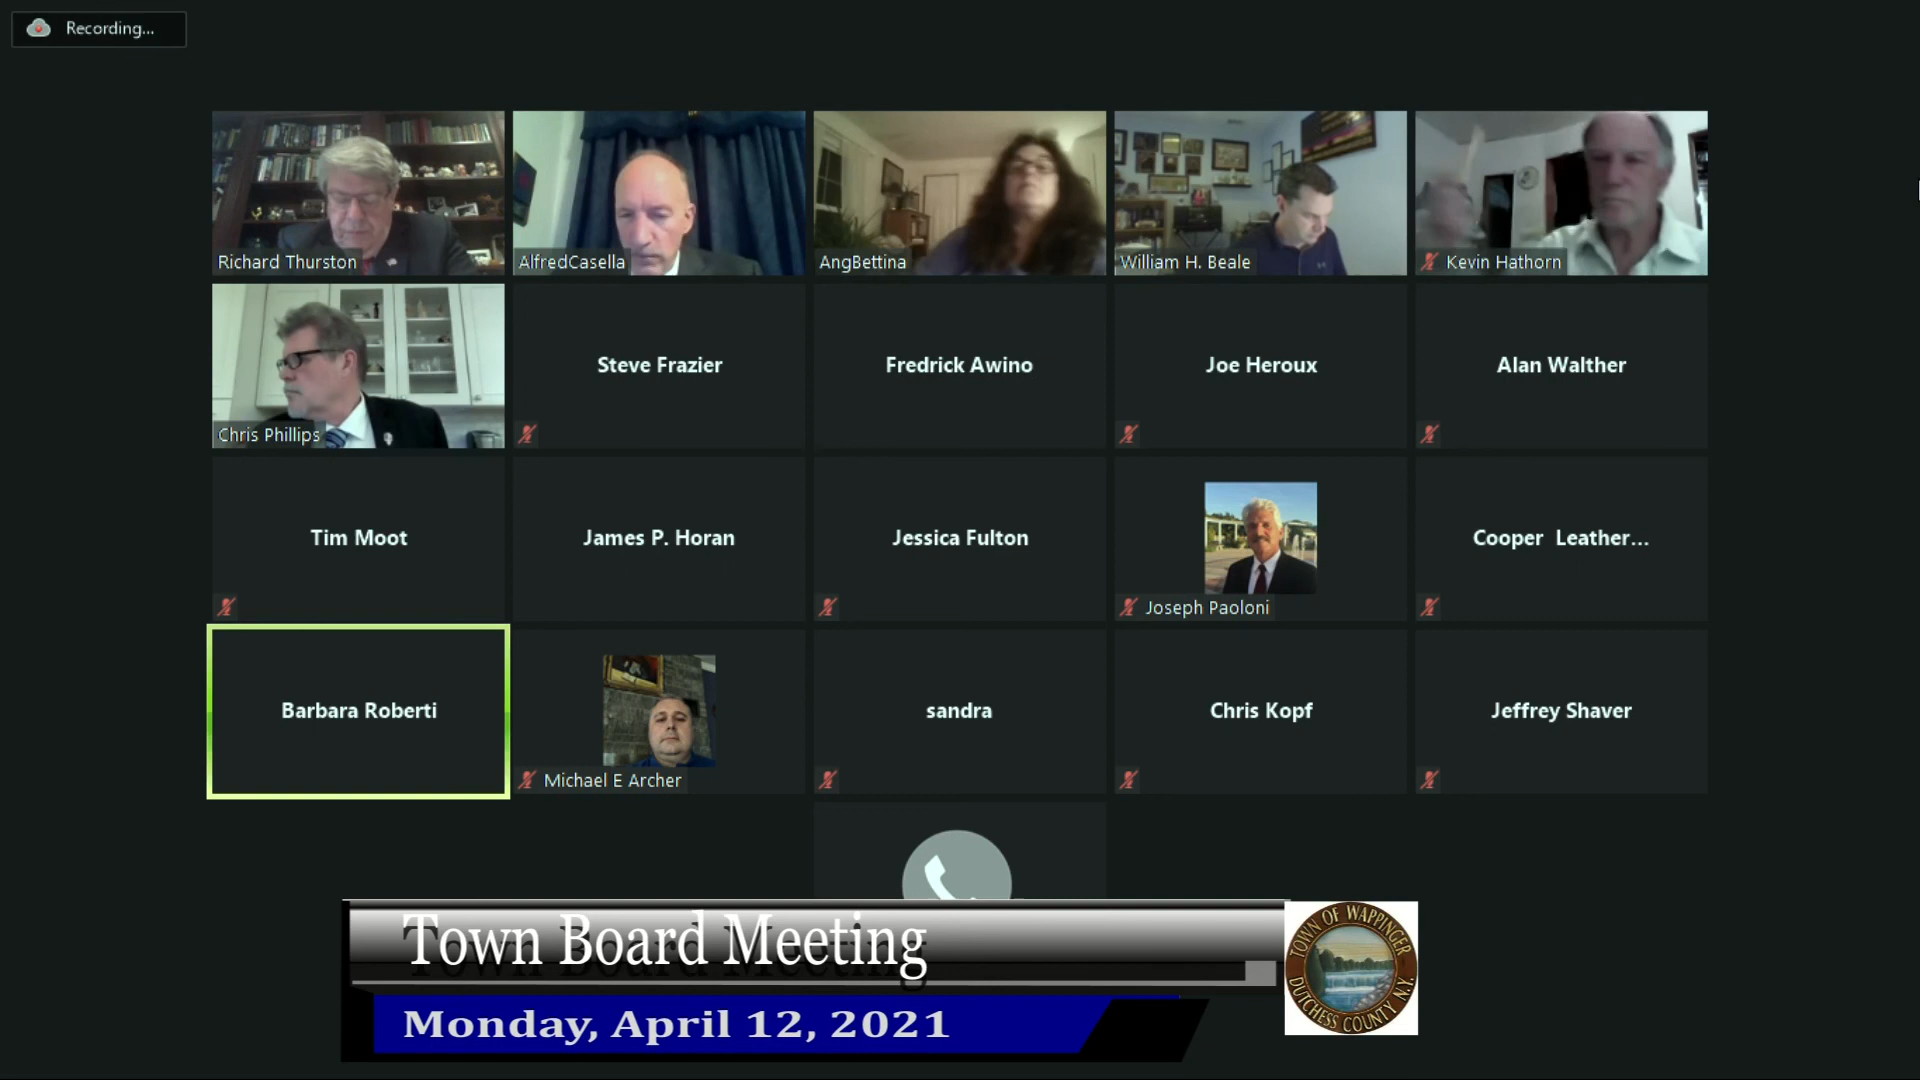 Recording...
Richard Thurston
AlfredCasella
AngBettina
William H. Beale
Kevin Hathorn
Chris Phillips
Steve Frazier
Fredrick Awino
Joe Heroux
Alan Walther
Tim Moot
James P. Horan
Jessica Fulton
Joseph Paoloni
Cooper Leather...
Barbara Roberti
Michael E Archer
sandra
Chris Kopf
Jeffrey Shaver
Town Board Meeting
Monday, April 12, 2021
TOWN OF WAPPINGER
DUTCHESS COUNTY N.Y.